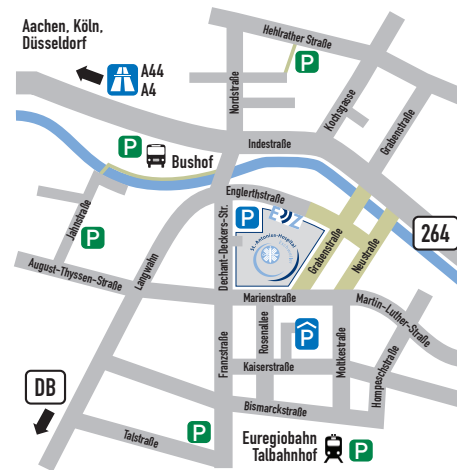 Aachen, Köln,
Düsseldorf
A44
A4
Hehlrather Straße
P
Nordstraße
Kochsgasse
Grabenstraße
Indestraße
P
Bushof
Englerthstraße
EZ
P
St.-Antonius-Hospital
Jahnstraße
P
Dechant-Deckers-Str.
Grabenstraße
Neustraße
264
August-Thyssen-Straße
Langwahn
Marienstraße
Martin-Luther-Straße
Franzstraße
Rosenallee
P
Moltkestraße
Hompeschstraße
Kaiserstraße
DB
Bismarckstraße
Talstraße
P
Euregiobahn
Talbahnhof
P